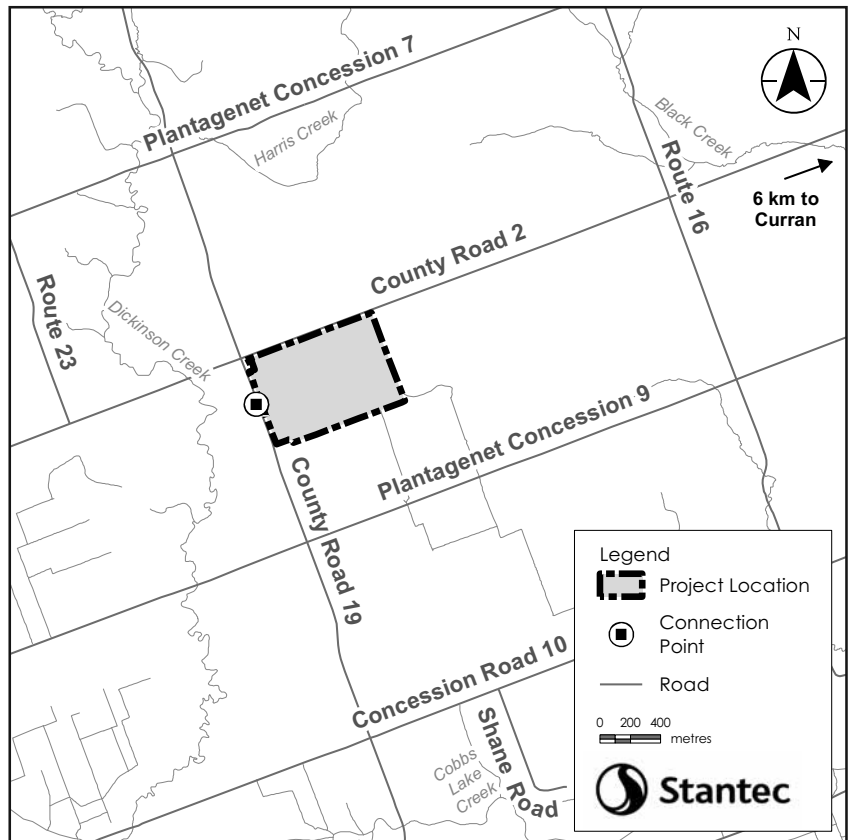 Plantagenet Concession 7
N
Harris Creek
Black Creek
Route 16
6 km to
Curran
County Road 2
Route 23
Dickinson Creek
Plantagenet Concession 9
County Road 19
Concession Road 10
Shane Road
Cobbs
Lake
Creek
Legend
Project Location
Connection
Point
Road
0 200 400
metres
Stantec